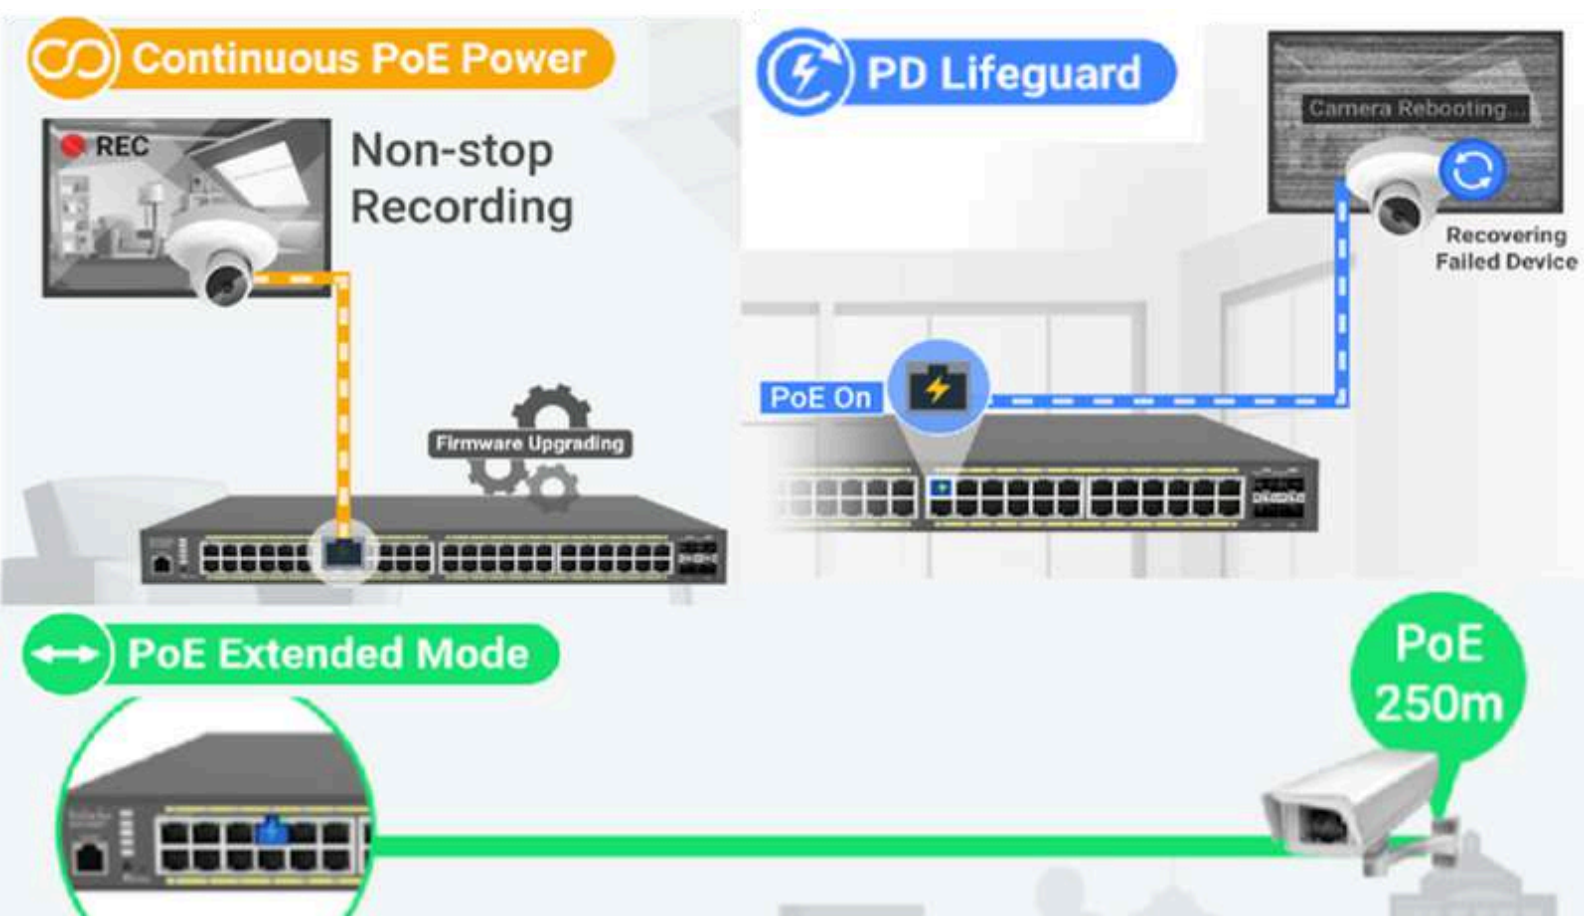 Continuous PoE Power
REC
Non-stop
Recording
Firmware Upgrading
PD Lifeguard
Camera Rebooting...
Recovering
Failed Device
PoE On
PoE Extended Mode
PoE
250m